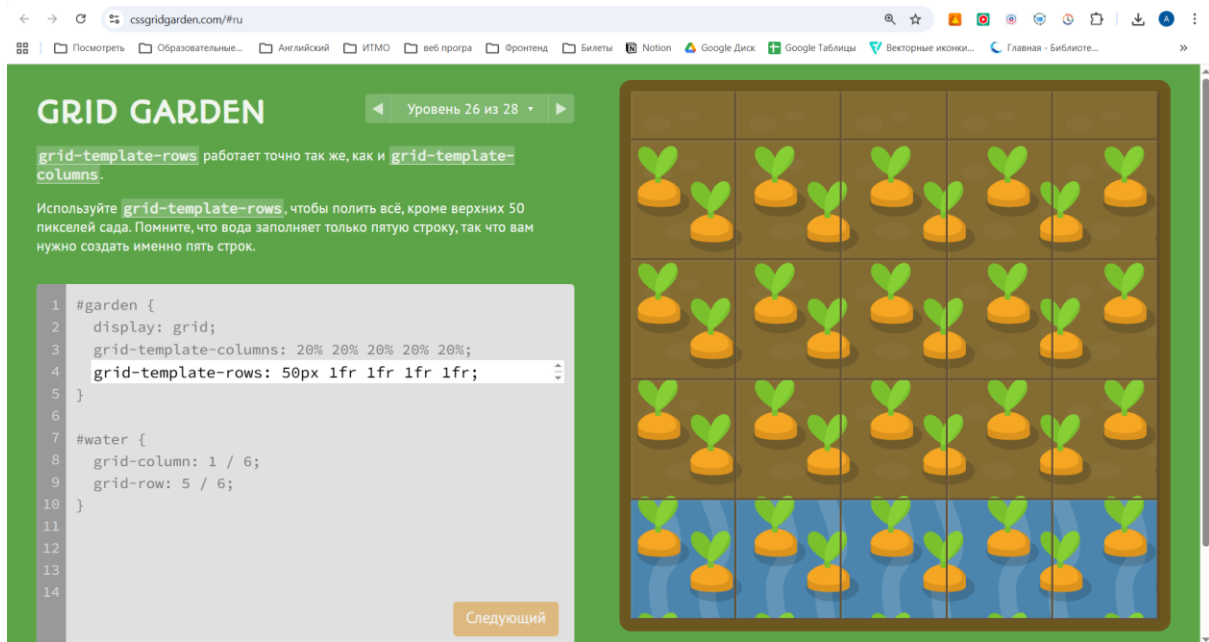 cssgridgarden.com/#ru
A
Посмотреть Образовательные... Английский ИТМО веб програ Фронтенд Билеты Notion Google Диск Google Таблицы Векторные иконки... Главная - Библиоте... »
GRID GARDEN
Уровень 26 из 28
grid-template-rows работает точно так же, как и grid-template-
columns.
Используйте grid-template-rows, чтобы полить всё, кроме верхних 50
пикселей сада. Помните, что вода заполняет только пятую строку, так что вам
нужно создать именно пять строк.
1 #garden {
2 display: grid;
3 grid-template-columns: 20% 20% 20% 20% 20%;
4 grid-template-rows: 50px 1fr 1fr 1fr 1fr;
5 }
6
7 #water {
8 grid-column: 1 / 6;
9 grid-row: 5 / 6;
10 }
11
12
13
14
Следующий